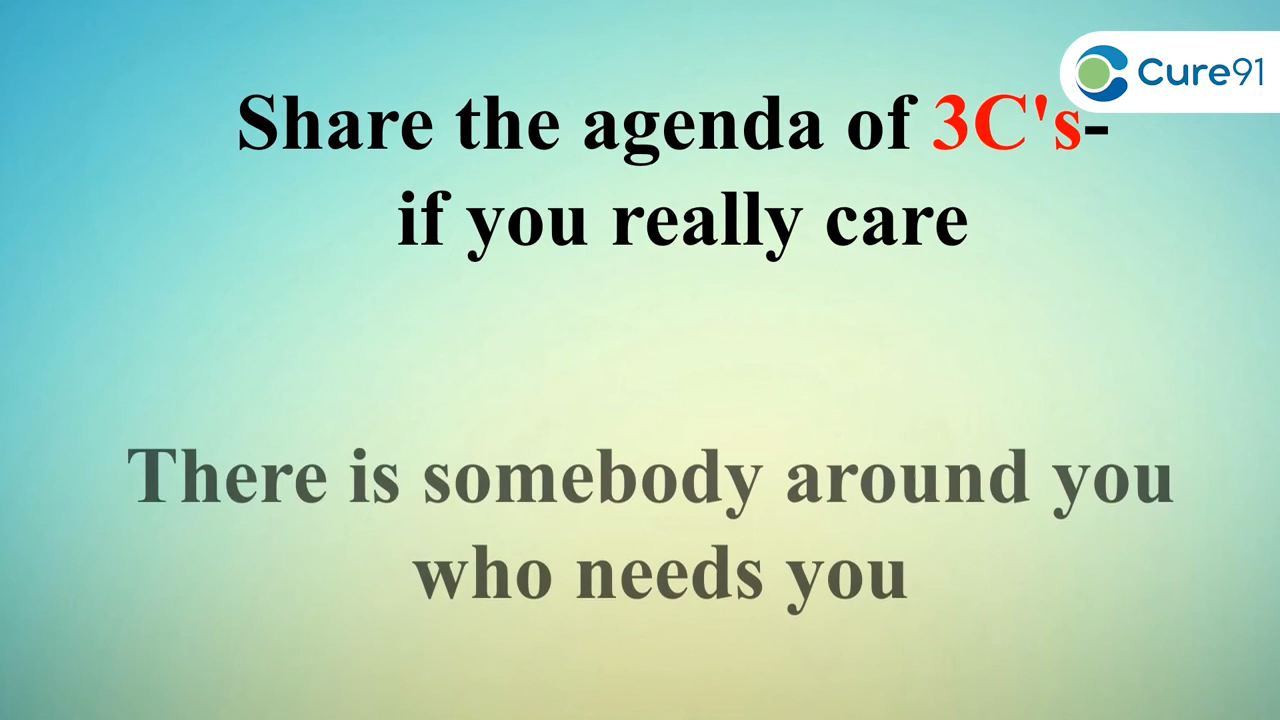 Cure91
Share the agenda of 3C's-
if you really care
There is somebody around you
who needs you